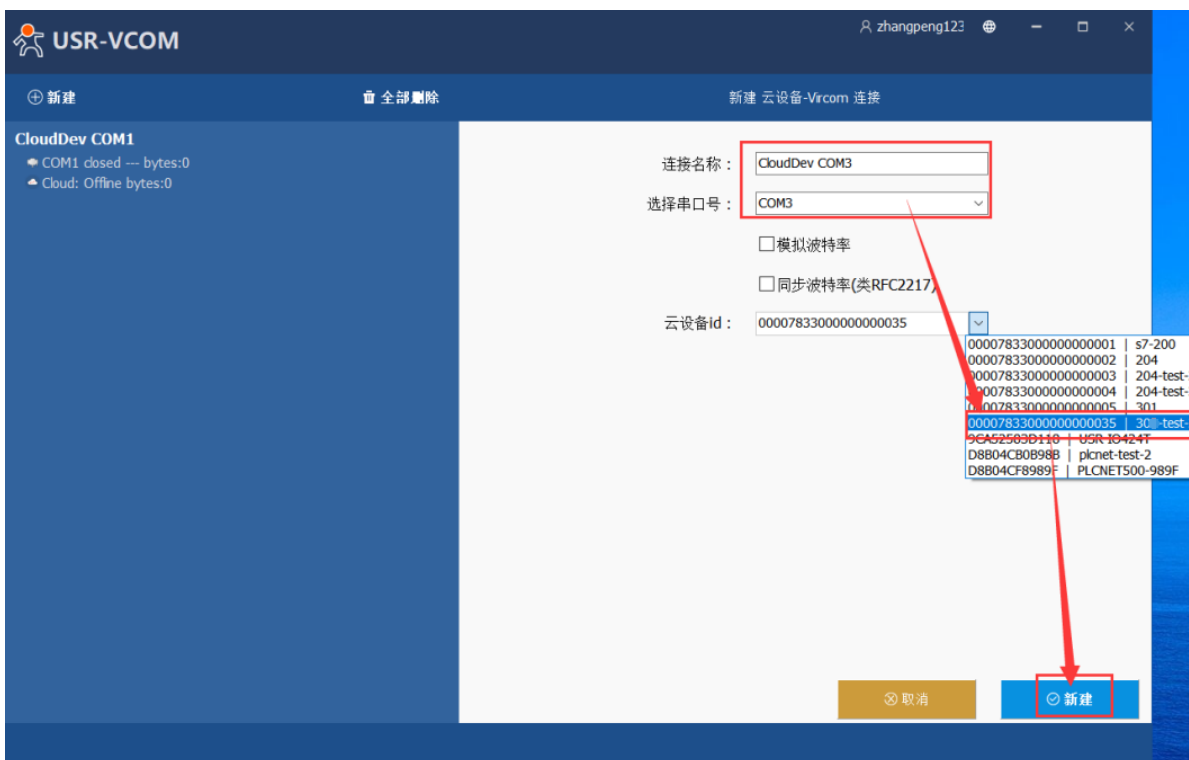 USR-VCOM
zhangpeng123
新建
全部删除
新建 云设备-Vircom 连接
CloudDev COM1
COM1 closed --- bytes:0
Cloud: Offline bytes:0
连接名称： CloudDev COM3
选择串口号： COM3
模拟波特率
同步波特率(类RFC2217)
云设备id： 00007833000000000035
00007833000000000001 | s7-200
00007833000000000002 | 204
00007833000000000003 | 204-test-
00007833000000000004 | 204-test-
00007833000000000005 | 301
00007833000000000035 | -test-
9CA52503D118 | USR-IO424T
D8B04CB0B98B | plcnet-test-2
D8B04CF8989F | PLCNET500-989F
取消
新建